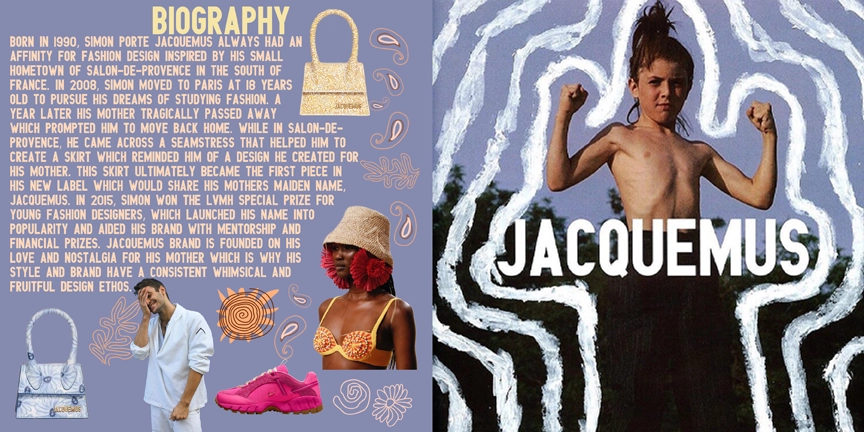 BIOGRAPHY
BORN IN 1990, SIMON PORTE JACQUEMUS ALWAYS HAD AN
AFFINITY FOR FASHION DESIGN INSPIRED BY HIS SMALL
HOMETOWN OF SALON-DE-PROVENCE IN THE SOUTH OF
FRANCE. IN 2008, SIMON MOVED TO PARIS AT 18 YEARS
OLD TO PURSUE HIS DREAMS OF STUDYING FASHION. A
YEAR LATER HIS MOTHER TRAGICALLY PASSED AWAY
WHICH PROMPTED HIM TO MOVE BACK HOME. WHILE IN SALON-DE-
PROVENCE, HE CAME ACROSS A SEAMSTRESS THAT HELPED HIM TO
CREATE A SKIRT WHICH REMINDED HIM OF A DESIGN HE CREATED FOR
HIS MOTHER. THIS SKIRT ULTIMATELY BECAME THE FIRST PIECE IN
HIS NEW LABEL WHICH WOULD SHARE HIS MOTHERS MAIDEN NAME,
JACQUEMUS. IN 2015, SIMON WON THE LVMH SPECIAL PRIZE FOR
YOUNG FASHION DESIGNERS, WHICH LAUNCHED HIS NAME INTO
POPULARITY AND AIDED HIS BRAND WITH MENTORSHIP AND
FINANCIAL PRIZES. JACQUEMUS BRAND IS FOUNDED ON HIS
LOVE AND NOSTALGIA FOR HIS MOTHER WHICH IS WHY HIS
STYLE AND BRAND HAVE A CONSISTENT WHIMSICAL AND
FRUITFUL DESIGN ETHOS.
JACQUEMUS
JACQUEMUS
JACQUEMUS